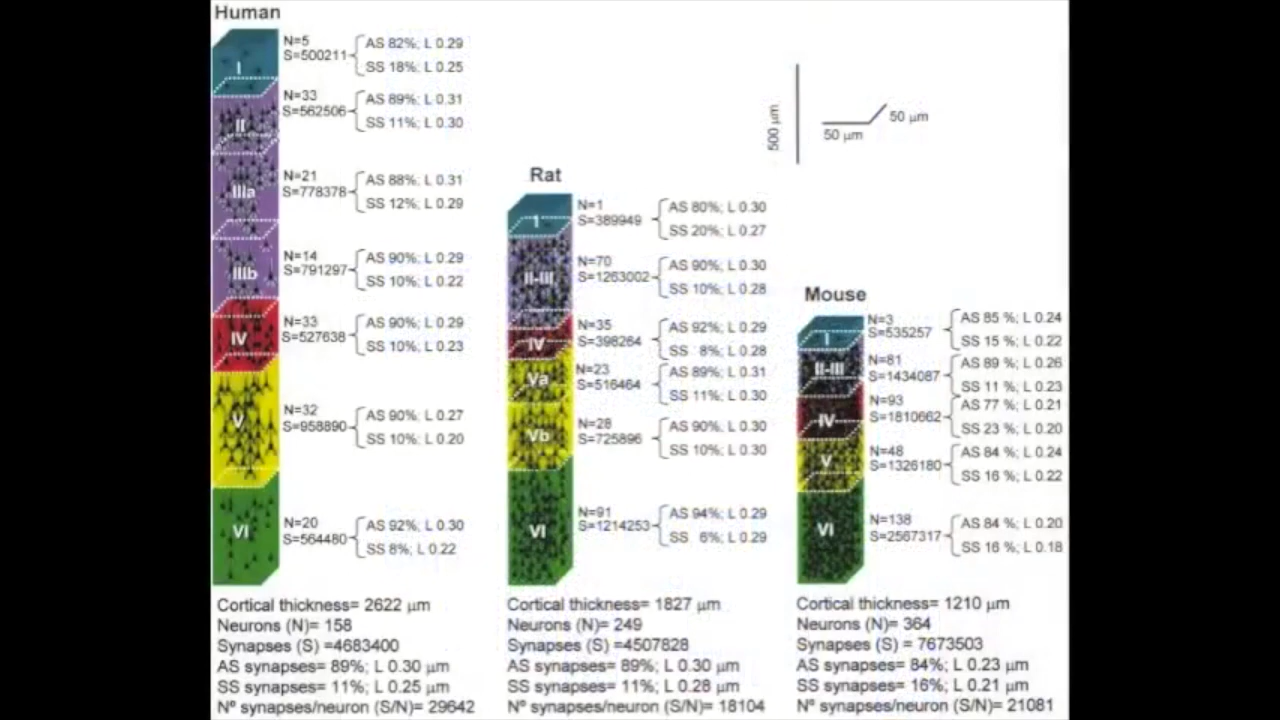 Human
I
N=5
S=500211
AS 82%; L 0.29
SS 18%; L 0.25
II
N=33
S=562506
AS 89%; L 0.31
SS 11%; L 0.30
IIIa
N=21
S=778378
AS 88%; L 0.31
SS 12%; L 0.29
IIIb
N=14
S=791297
AS 90%; L 0.29
SS 10%; L 0.22
IV
N=33
S=527638
AS 90%; L 0.29
SS 10%; L 0.23
V
N=32
S=958890
AS 90%; L 0.27
SS 10%; L 0.20
VI
N=20
S=564480
AS 92%; L 0.30
SS 8%; L 0.22
Cortical thickness= 2622 µm
Neurons (N)= 158
Synapses (S) =4683400
AS synapses= 89%; L 0.30 µm
SS synapses= 11%; L 0.25 µm
Nº synapses/neuron (S/N)= 29642
Rat
I
N=1
S=389949
AS 80%; L 0.30
SS 20%; L 0.27
II-III
N=70
S=1263002
AS 90%; L 0.30
SS 10%; L 0.28
IV
N=35
S=398264
AS 92%; L 0.29
SS 8%; L 0.28
Va
N=23
S=516464
AS 89%; L 0.31
SS 11%; L 0.30
Vb
N=28
S=725896
AS 90%; L 0.30
SS 10%; L 0.30
VI
N=91
S=1214253
AS 94%; L 0.29
SS 6%; L 0.29
Cortical thickness= 1827 µm
Neurons (N)= 249
Synapses (S) =4507828
AS synapses= 89%; L 0.30 µm
SS synapses= 11%; L 0.28 µm
Nº synapses/neuron (S/N)= 18104
500 µm
50 µm
50 µm
Mouse
I
N=3
S=535257
AS 85 %; L 0.24
SS 15 %; L 0.22
II-III
N=81
S=1434087
AS 89 %; L 0.26
SS 11 %; L 0.23
IV
N=93
S=1810662
AS 77 %; L 0.21
SS 23 %; L 0.20
V
N=48
S=1326180
AS 84 %; L 0.24
SS 16 %; L 0.22
VI
N=138
S=2567317
AS 84 %; L 0.20
SS 16 %; L 0.18
Cortical thickness= 1210 µm
Neurons (N)= 364
Synapses (S) = 7673503
AS synapses= 84%; L 0.23 µm
SS synapses= 16%; L 0.21 µm
Nº synapses/neuron (S/N)= 21081